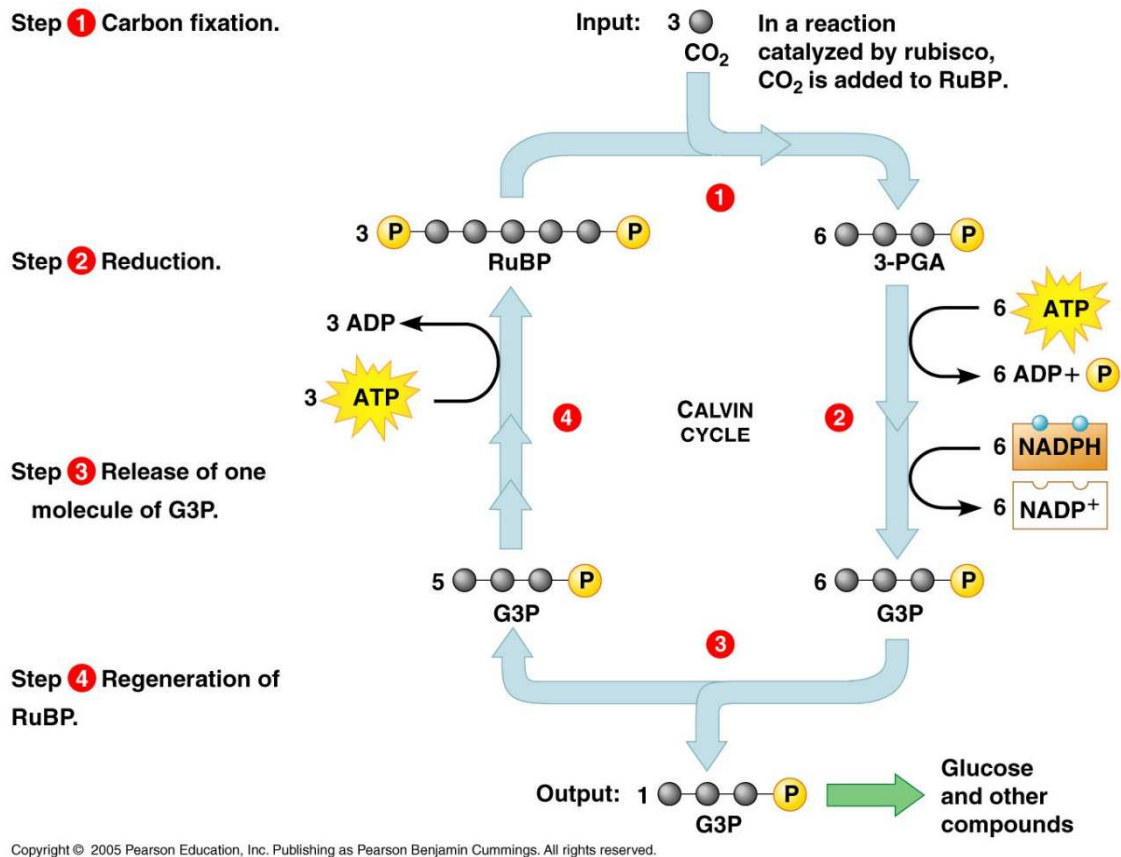 Step 1 Carbon fixation.
Input: 3
CO₂
In a reaction
catalyzed by rubisco,
CO₂ is added to RuBP.
1
3 P P
RuBP
6 P
3-PGA
Step 2 Reduction.
3 ADP
3 ATP
6 ATP
6 ADP + P
4
CALVIN
CYCLE
2
6 NADPH
6 NADP⁺
Step 3 Release of one
molecule of G3P.
5 P
G3P
6 P
G3P
3
Step 4 Regeneration of
RuBP.
Output: 1 P
G3P
Glucose
and other
compounds
Copyright © 2005 Pearson Education, Inc. Publishing as Pearson Benjamin Cummings. All rights reserved.